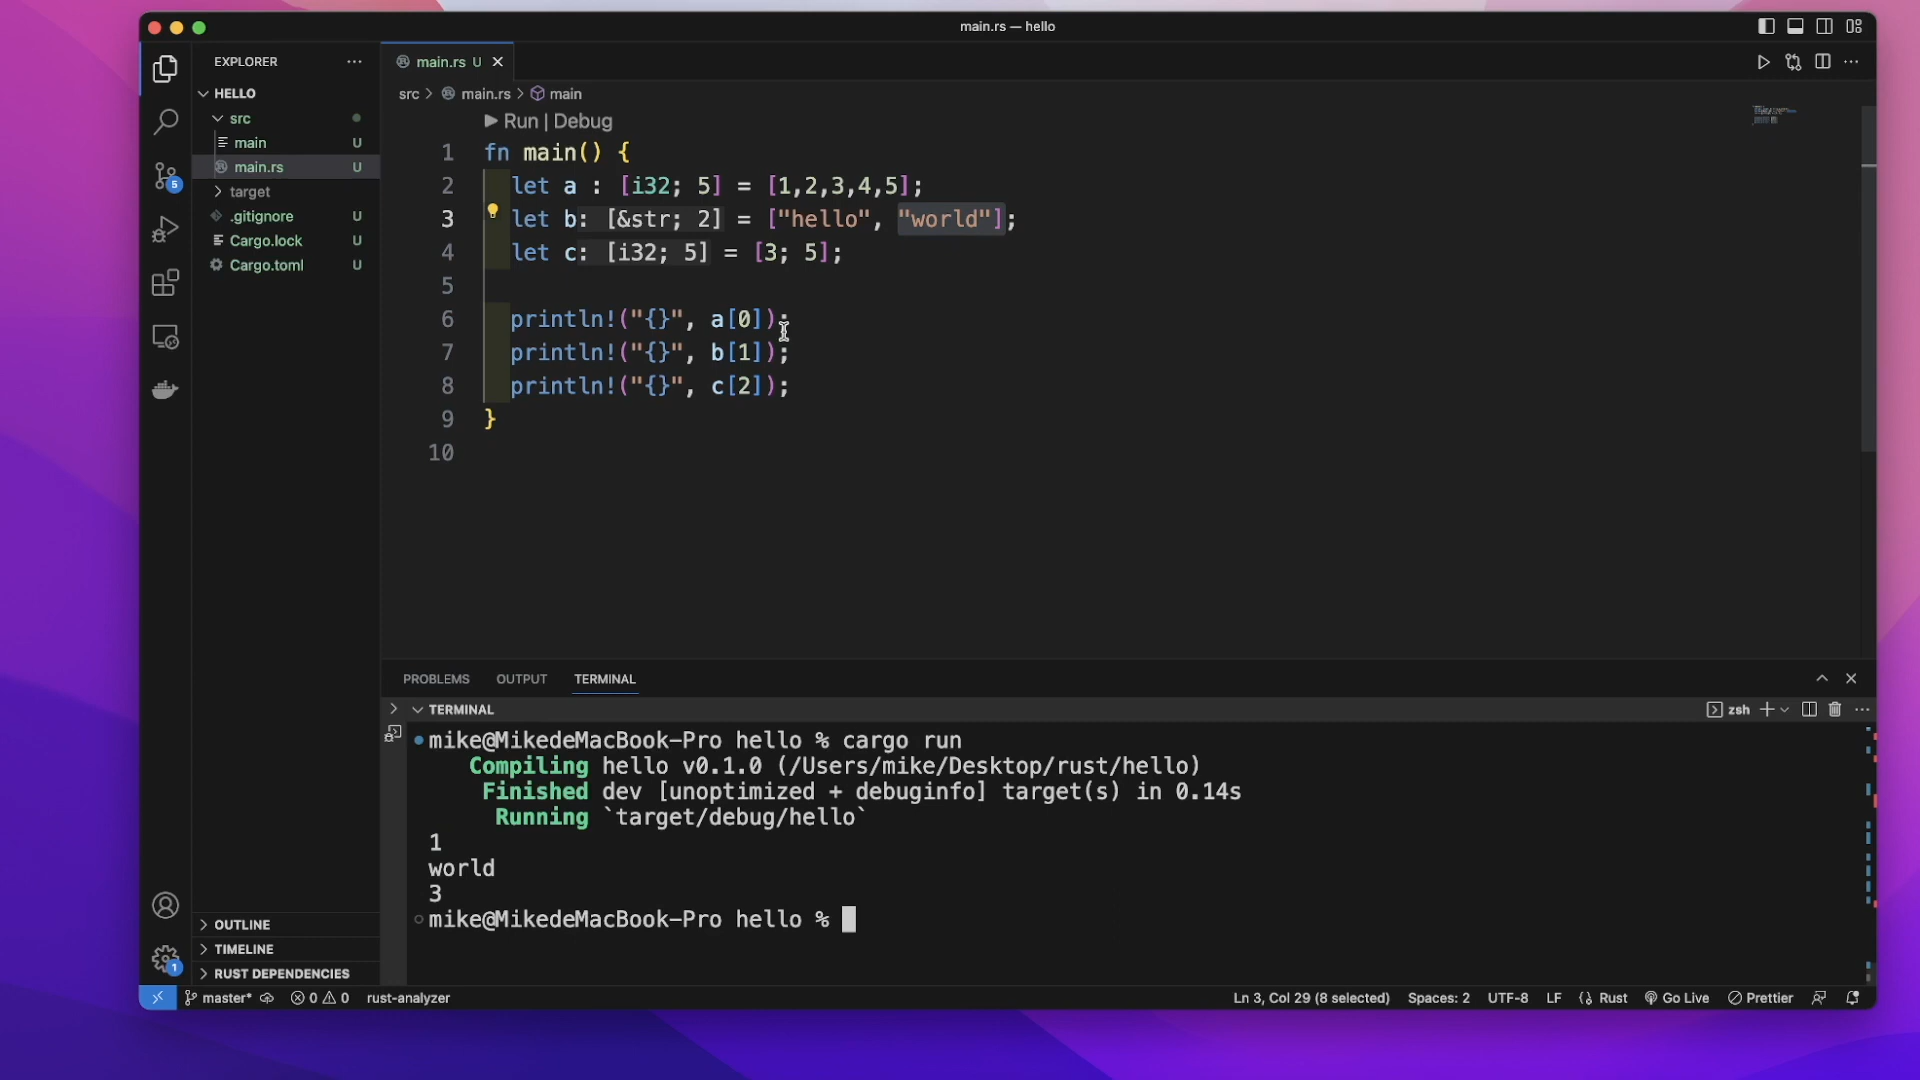 main.rs — hello
EXPLORER
HELLO
src
main U
main.rs U
target
.gitignore U
Cargo.lock U
Cargo.toml U
OUTLINE
TIMELINE
RUST DEPENDENCIES
5
1
main.rs U
src > main.rs > main
Run | Debug
1 fn main() {
2 let a : [i32; 5] = [1,2,3,4,5];
3 let b: [&str; 2] = ["hello", "world"];
4 let c: [i32; 5] = [3; 5];
5
6 println!("{}", a[0]);
7 println!("{}", b[1]);
8 println!("{}", c[2]);
9 }
10
PROBLEMS OUTPUT TERMINAL
TERMINAL zsh
mike@MikedeMacBook-Pro hello % cargo run
Compiling hello v0.1.0 (/Users/mike/Desktop/rust/hello)
Finished dev [unoptimized + debuginfo] target(s) in 0.14s
Running `target/debug/hello`
1
world
3
mike@MikedeMacBook-Pro hello %
master* 0 0 rust-analyzer Ln 3, Col 29 (8 selected) Spaces: 2 UTF-8 LF Rust Go Live Prettier